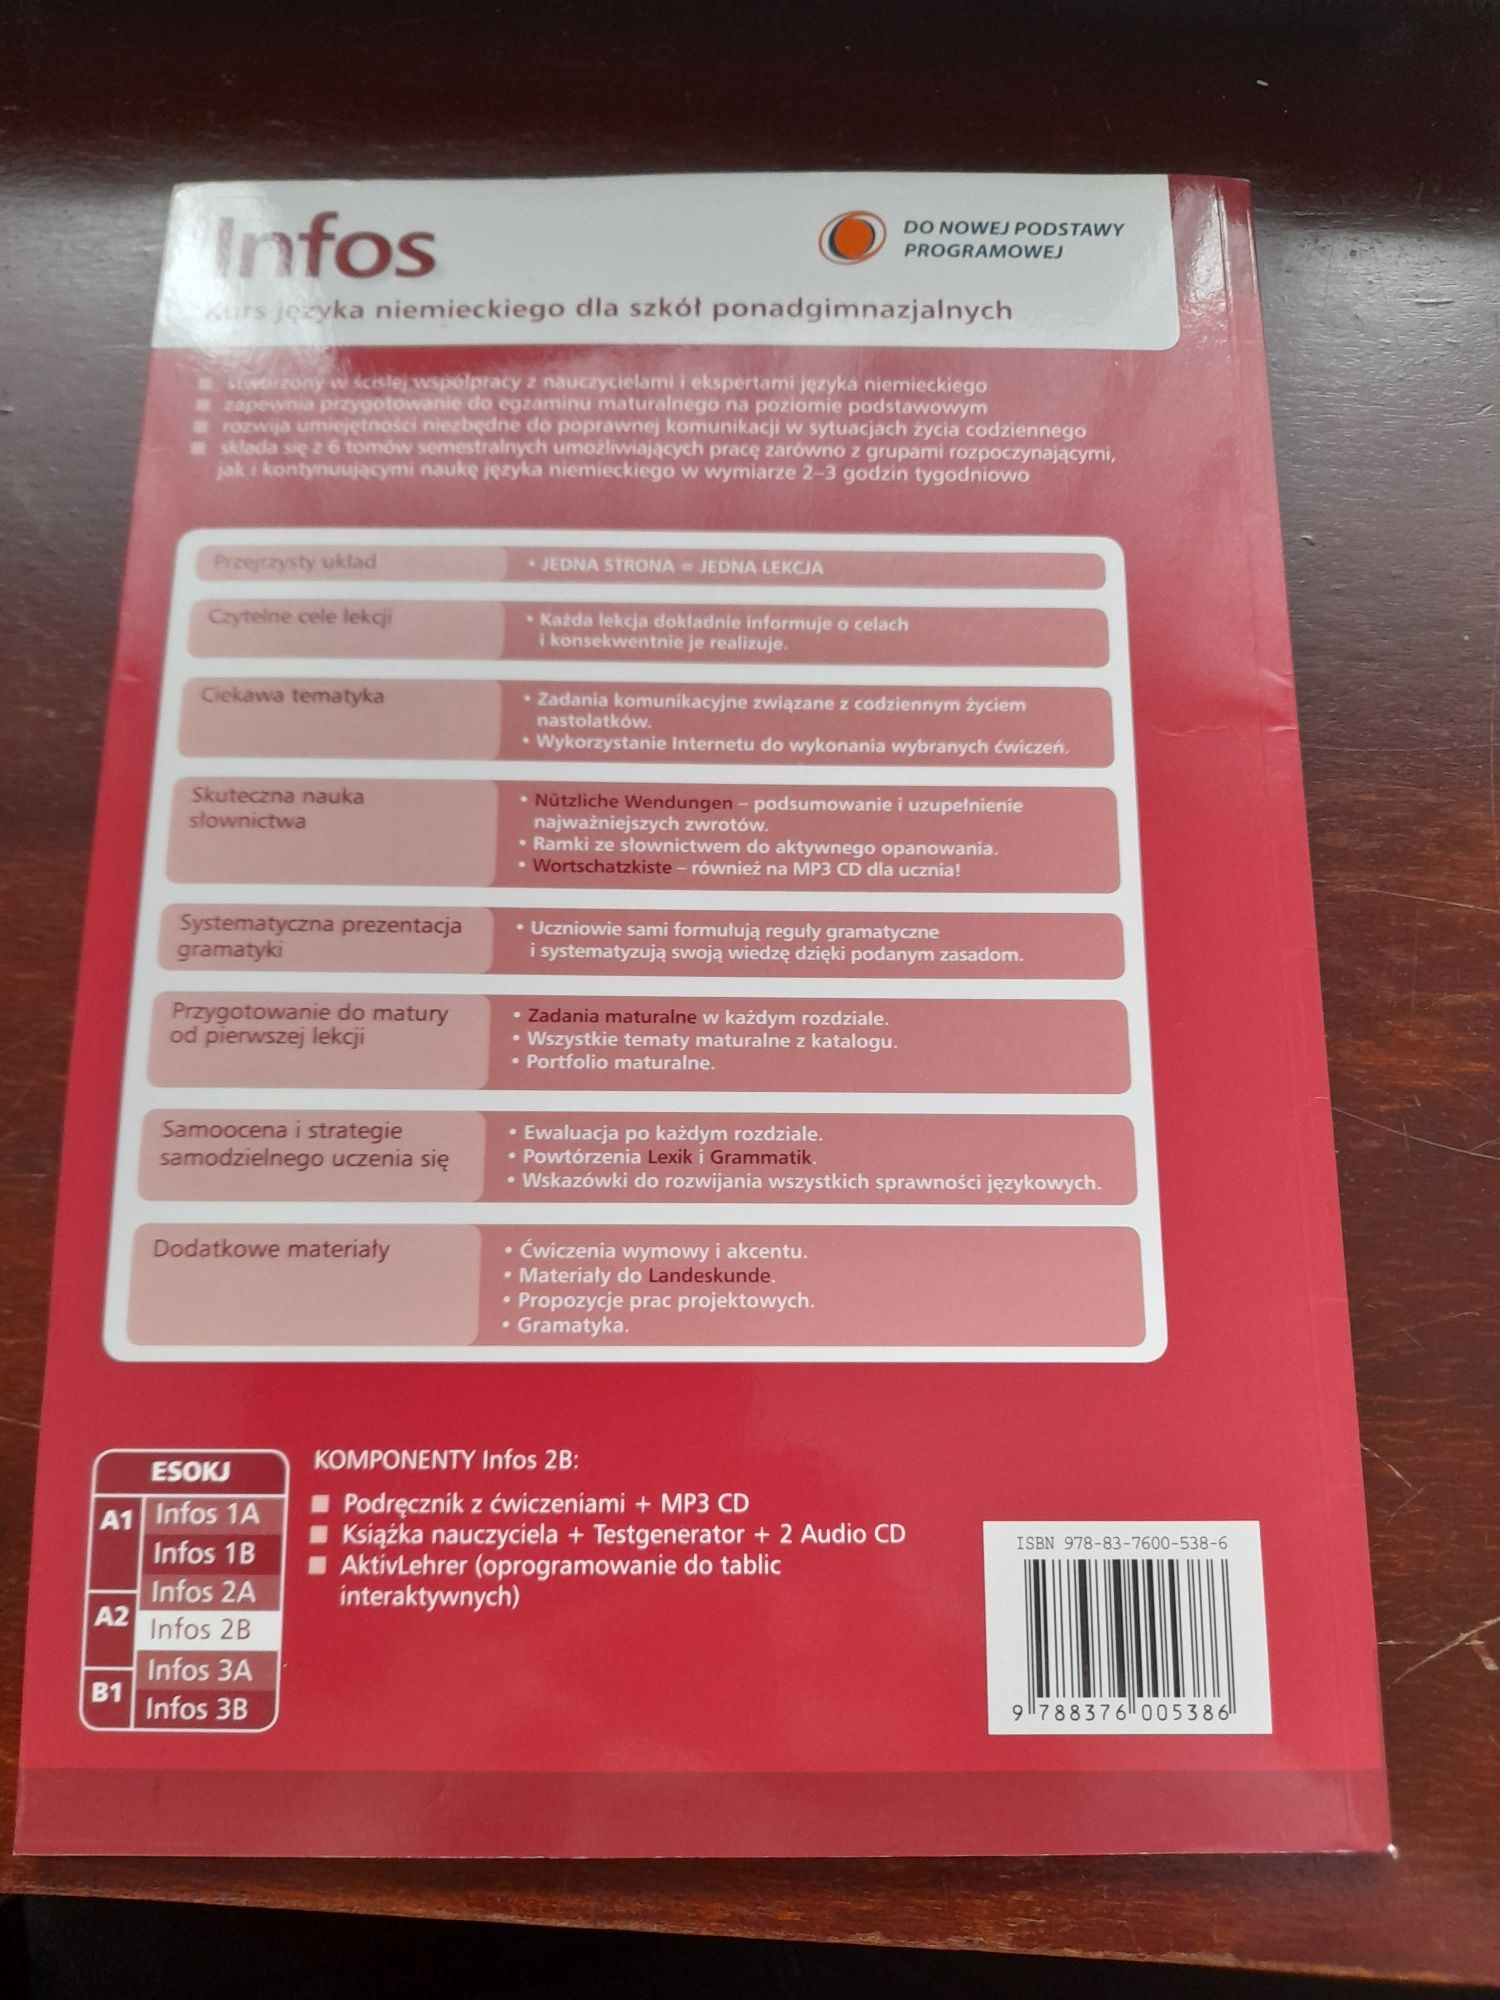 Infos
DO NOWEJ PODSTAWY
PROGRAMOWEJ
Kurs języka niemieckiego dla szkół ponadgimnazjalnych
stworzony w ścisłej współpracy z nauczycielami i ekspertami języka niemieckiego
zapewnia przygotowanie do egzaminu maturalnego na poziomie podstawowym
rozwija umiejętności niezbędne do poprawnej komunikacji w sytuacjach życia codziennego
składa się z 6 tomów semestralnych umożliwiających pracę zarówno z grupami rozpoczynającymi,
jak i kontynuującymi naukę języka niemieckiego w wymiarze 2–3 godzin tygodniowo
Przejrzysty układ
• JEDNA STRONA = JEDNA LEKCJA
Czytelne cele lekcji
• Każda lekcja dokładnie informuje o celach
i konsekwentnie je realizuje.
Ciekawa tematyka
• Zadania komunikacyjne związane z codziennym życiem
nastolatków.
• Wykorzystanie Internetu do wykonania wybranych ćwiczeń.
Skuteczna nauka
słownictwa
• Nützliche Wendungen – podsumowanie i uzupełnienie
najważniejszych zwrotów.
• Ramki ze słownictwem do aktywnego opanowania.
• Wortschatzkiste – również na MP3 CD dla ucznia!
Systematyczna prezentacja
gramatyki
• Uczniowie sami formułują reguły gramatyczne
i systematyzują swoją wiedzę dzięki podanym zasadom.
Przygotowanie do matury
od pierwszej lekcji
• Zadania maturalne w każdym rozdziale.
• Wszystkie tematy maturalne z katalogu.
• Portfolio maturalne.
Samoocena i strategie
samodzielnego uczenia się
• Ewaluacja po każdym rozdziale.
• Powtórzenia Lexik i Grammatik.
• Wskazówki do rozwijania wszystkich sprawności językowych.
Dodatkowe materiały
• Ćwiczenia wymowy i akcentu.
• Materiały do Landeskunde.
• Propozycje prac projektowych.
• Gramatyka.
ESOKJ
A1
Infos 1A
Infos 1B
Infos 2A
A2
Infos 2B
Infos 3A
B1
Infos 3B
KOMPONENTY Infos 2B:
Podręcznik z ćwiczeniami + MP3 CD
Książka nauczyciela + Testgenerator + 2 Audio CD
AktivLehrer (oprogramowanie do tablic
interaktywnych)
ISBN 978-83-7600-538-6
9 788376 005386